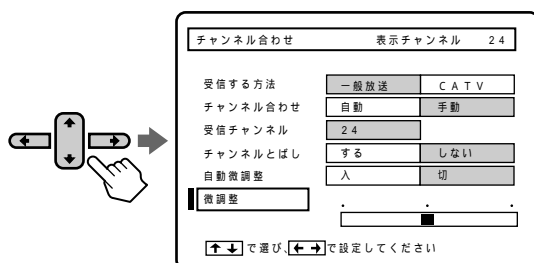 チャンネル合わせ 表示チャンネル 24
受信する方法 一般放送 CATV
チャンネル合わせ 自動 手動
受信チャンネル 24
チャンネルとばし する しない
自動微調整 入 切
微調整
↑↓で選び、←→で設定してください